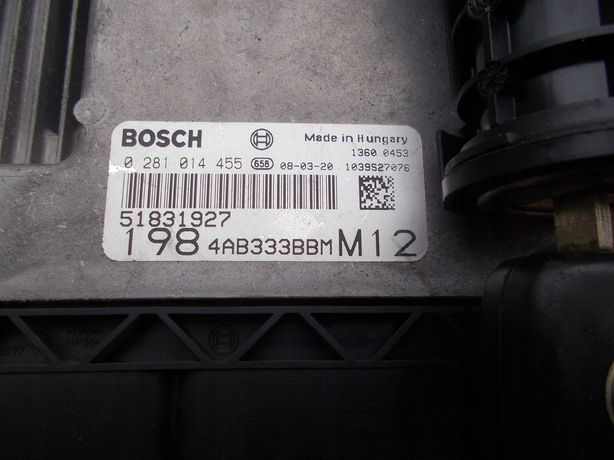 BOSCH Made in Hungary
1360 0453
0 281 014 455 658 08-03-20 1039S27076
51831927
198 4AB333BBM M12